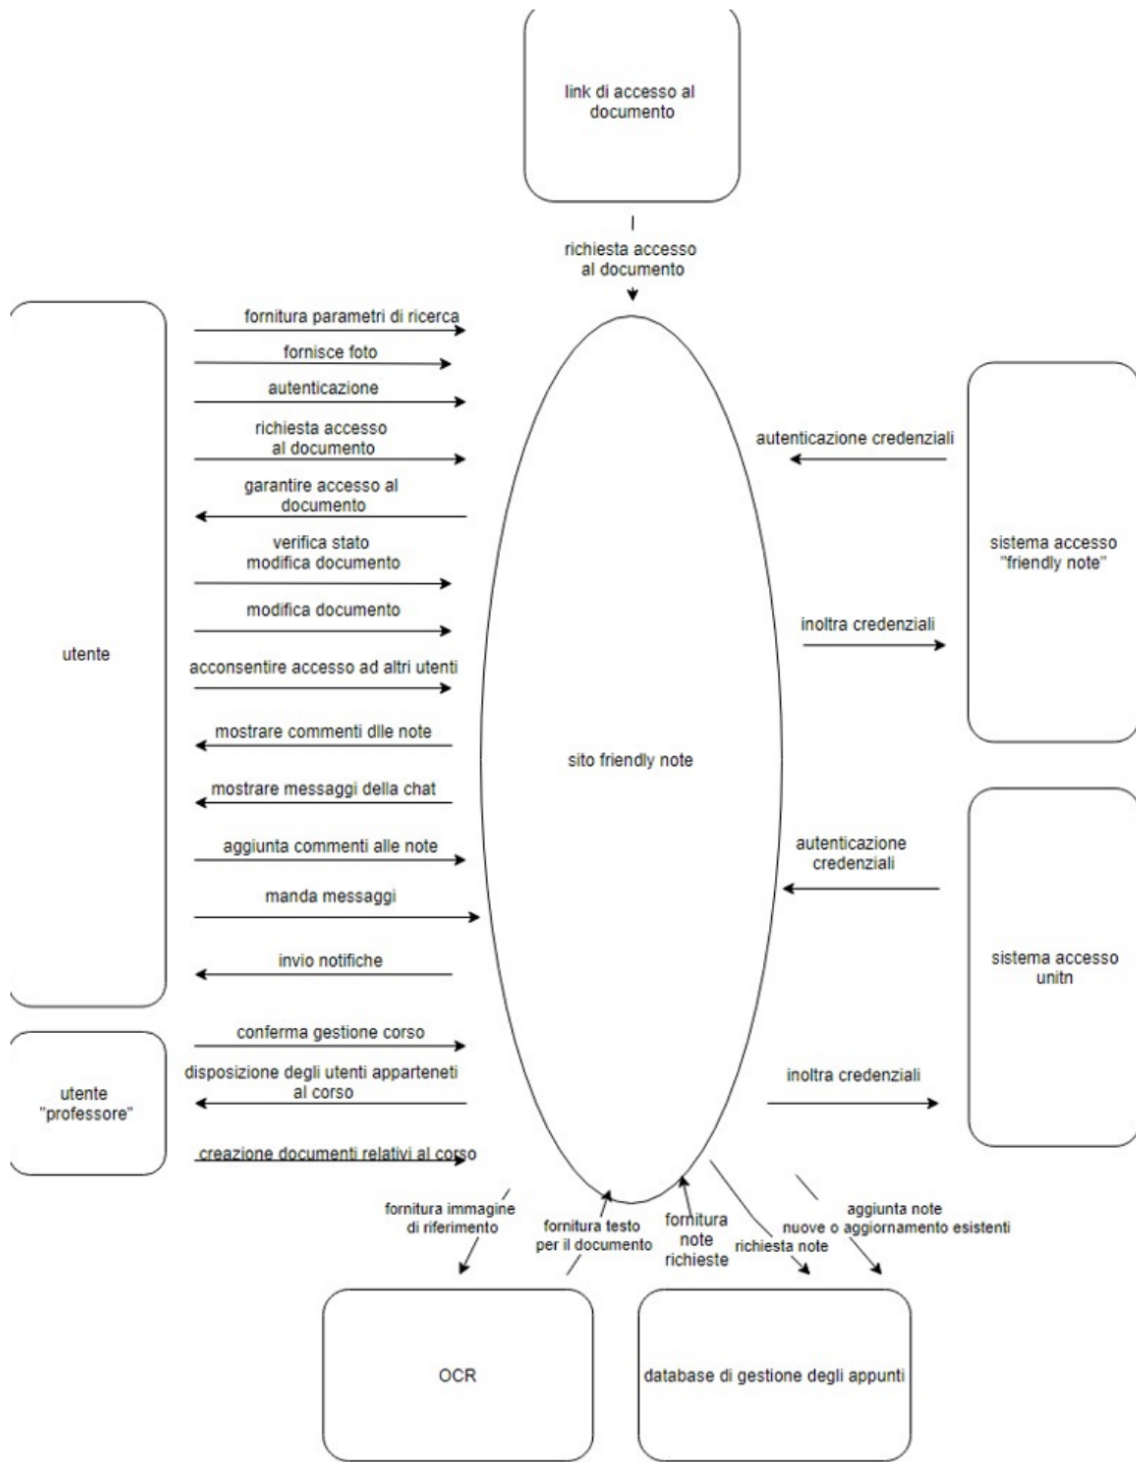 link di accesso al
documento
richiesta accesso
al documento
fornitura parametri di ricerca
fornisce foto
autenticazione
richiesta accesso
al documento
garantire accesso al
documento
verifica stato
modifica documento
modifica documento
acconsentire accesso ad altri utenti
mostrare commenti dlle note
mostrare messaggi della chat
aggiunta commenti alle note
manda messaggi
invio notifiche
utente
conferma gestione corso
disposizione degli utenti apparteneti
al corso
creazione documenti relativi al corso
utente
"professore"
sito friendly note
autenticazione credenziali
inoltra credenziali
sistema accesso
"friendly note"
autenticazione
credenziali
inoltra credenziali
sistema accesso
unitn
fornitura immagine
di riferimento
fornitura testo
per il documento
fornitura
note
richieste
richiesta note
aggiunta note
nuove o aggiornamento esistenti
OCR
database di gestione degli appunti